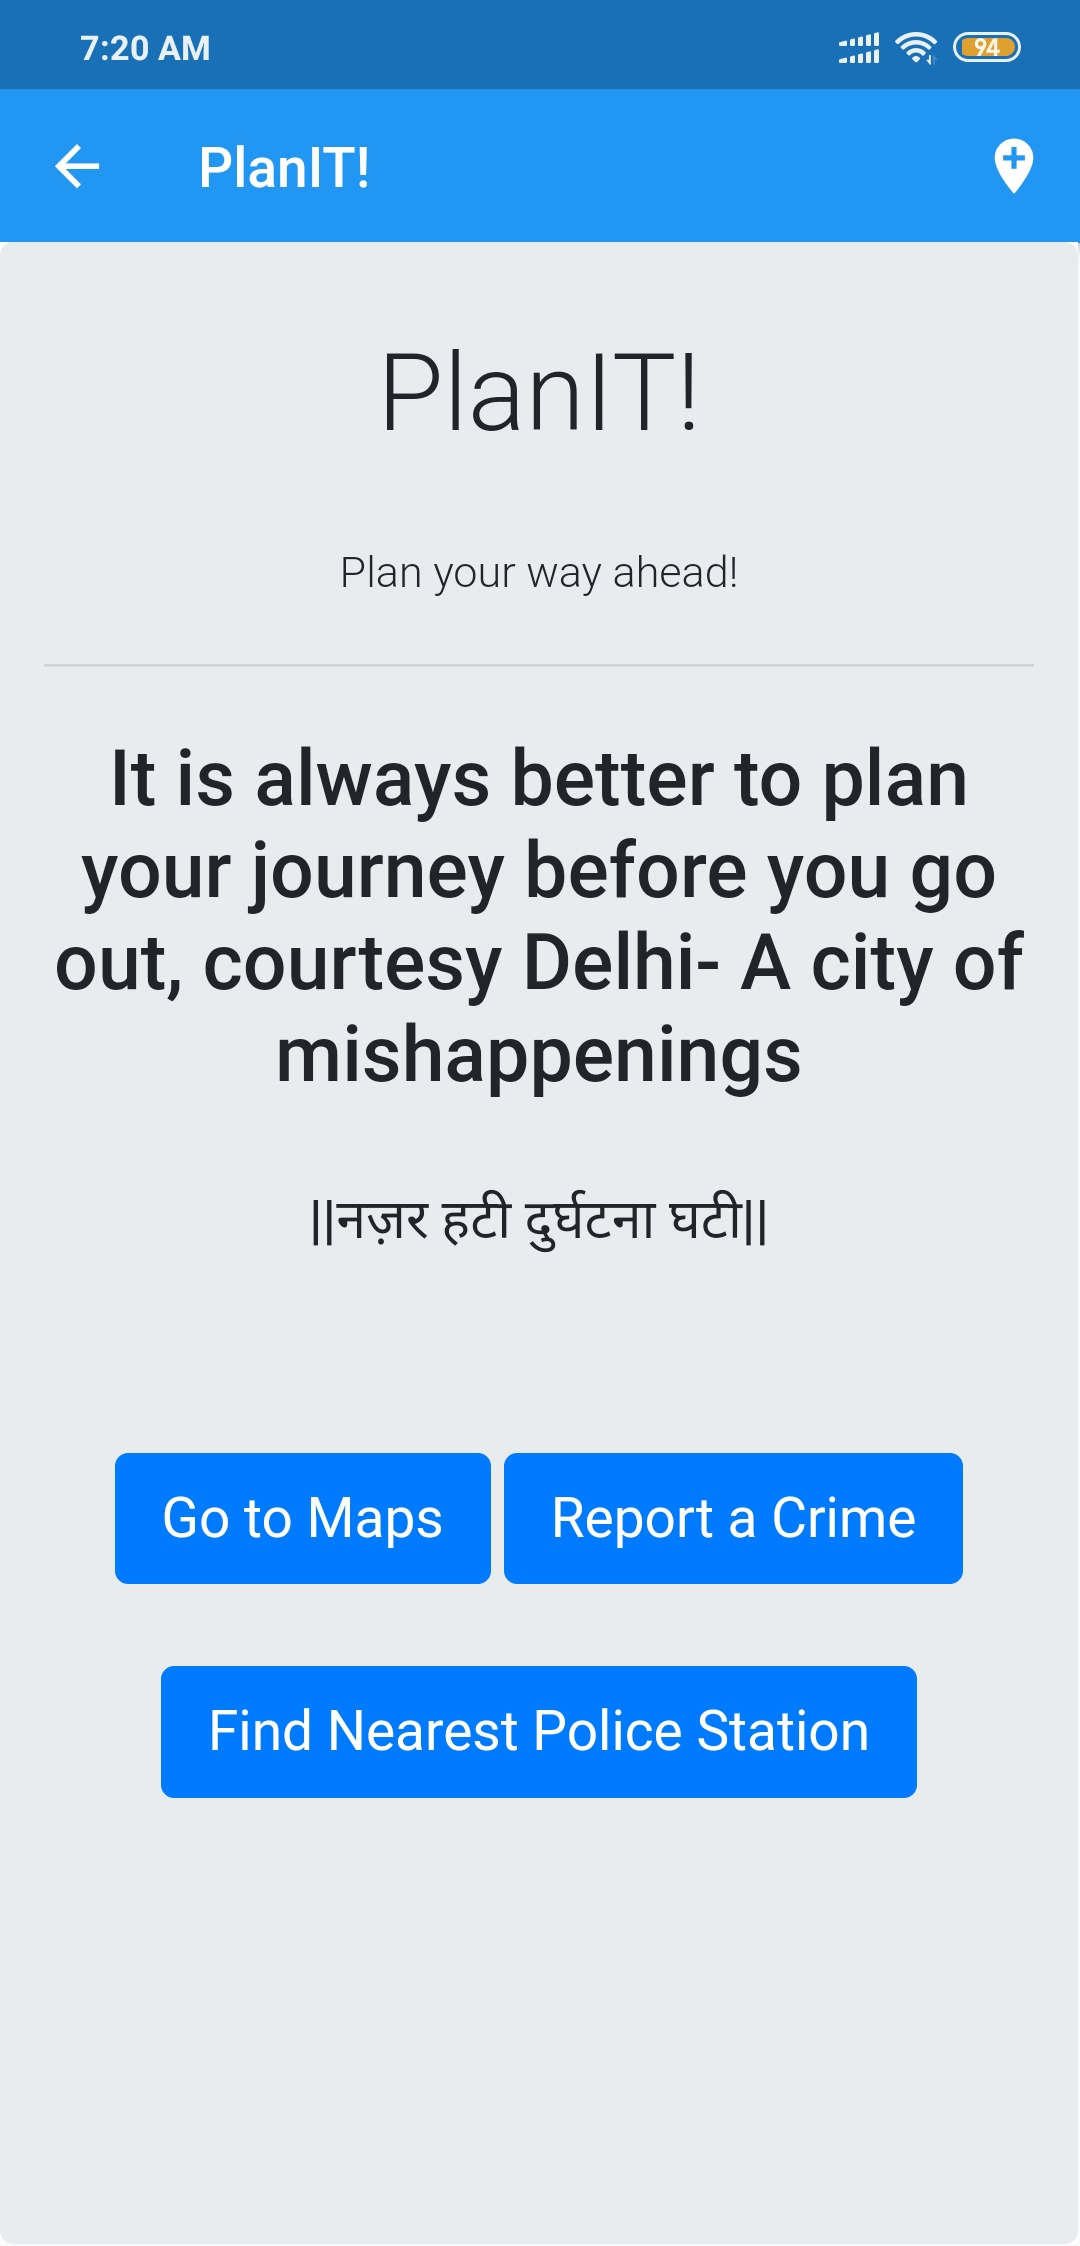 7:20 AM
94
PlanIT!
PlanIT!
Plan your way ahead!
It is always better to plan
your journey before you go
out, courtesy Delhi- A city of
mishappenings
||नज़र हटी दुर्घटना घटी||
Go to Maps
Report a Crime
Find Nearest Police Station